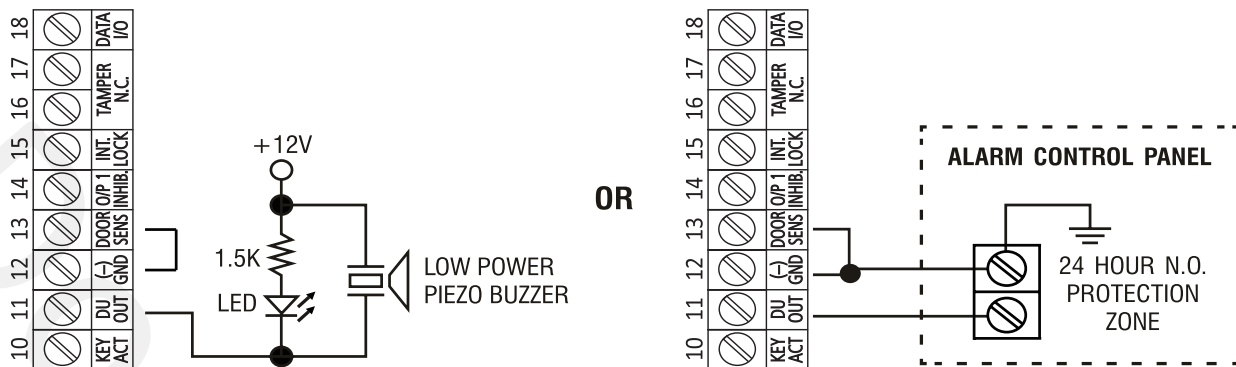 18 DATA I/O
17 TAMPER N.C.
16
15 INT. LOCK
14 O/P 1 INHIB.
13 DOOR SENS
12 (–) GND
11 DU OUT
10 KEY ACT
+12V
1.5K
LED
LOW POWER
PIEZO BUZZER
OR
18 DATA I/O
17 TAMPER N.C.
16
15 INT. LOCK
14 O/P 1 INHIB.
13 DOOR SENS
12 (–) GND
11 DU OUT
10 KEY ACT
ALARM CONTROL PANEL
24 HOUR N.O.
PROTECTION
ZONE